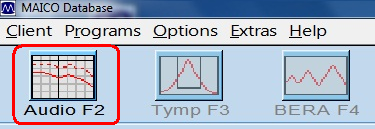 MAICO Database
Client Programs Options Extras Help
Audio F2 Tymp F3 BERA F4